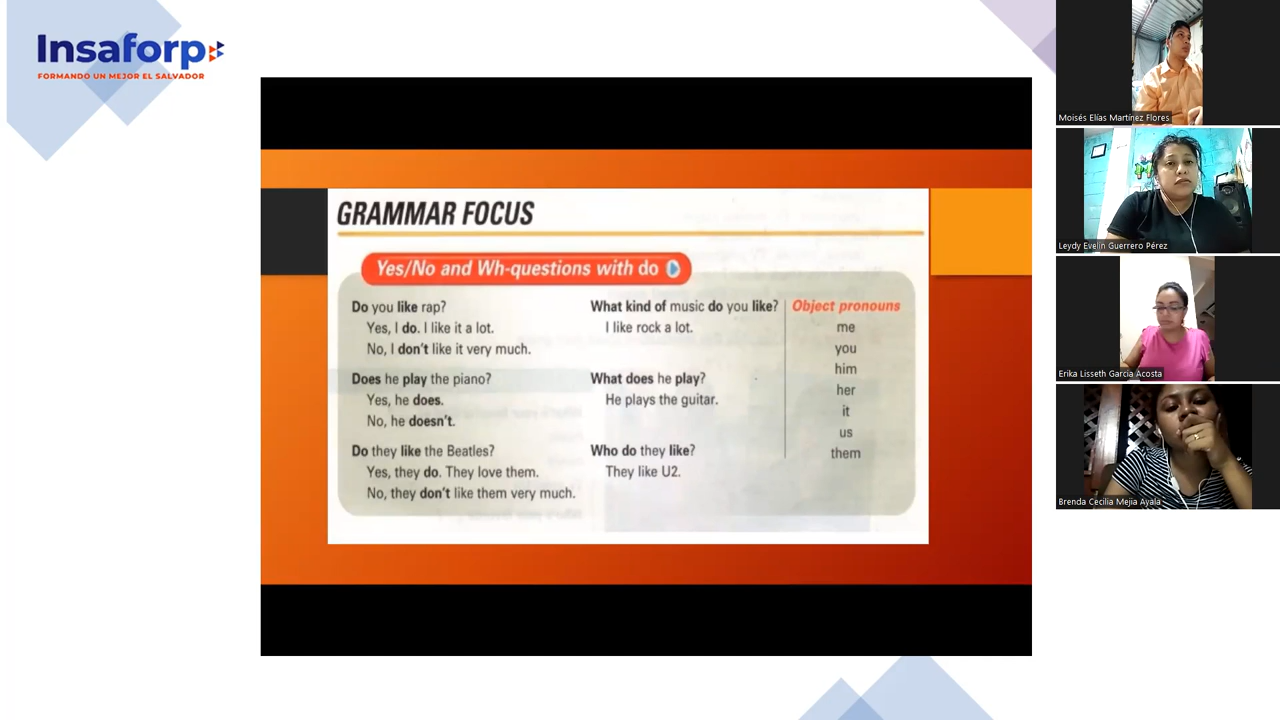 Insaforp
FORMANDO UN MEJOR EL SALVADOR
GRAMMAR FOCUS
Yes/No and Wh-questions with do
Do you like rap?
Yes, I do. I like it a lot.
No, I don't like it very much.
Does he play the piano?
Yes, he does.
No, he doesn't.
Do they like the Beatles?
Yes, they do. They love them.
No, they don't like them very much.
What kind of music do you like?
I like rock a lot.
What does he play?
He plays the guitar.
Who do they like?
They like U2.
Object pronouns
me
you
him
her
it
us
them
Moisés Elías Martínez Flores
Leydy Evelin Guerrero Pérez
Erika Lisseth Garcia Acosta
Brenda Cecilia Mejia Ayala